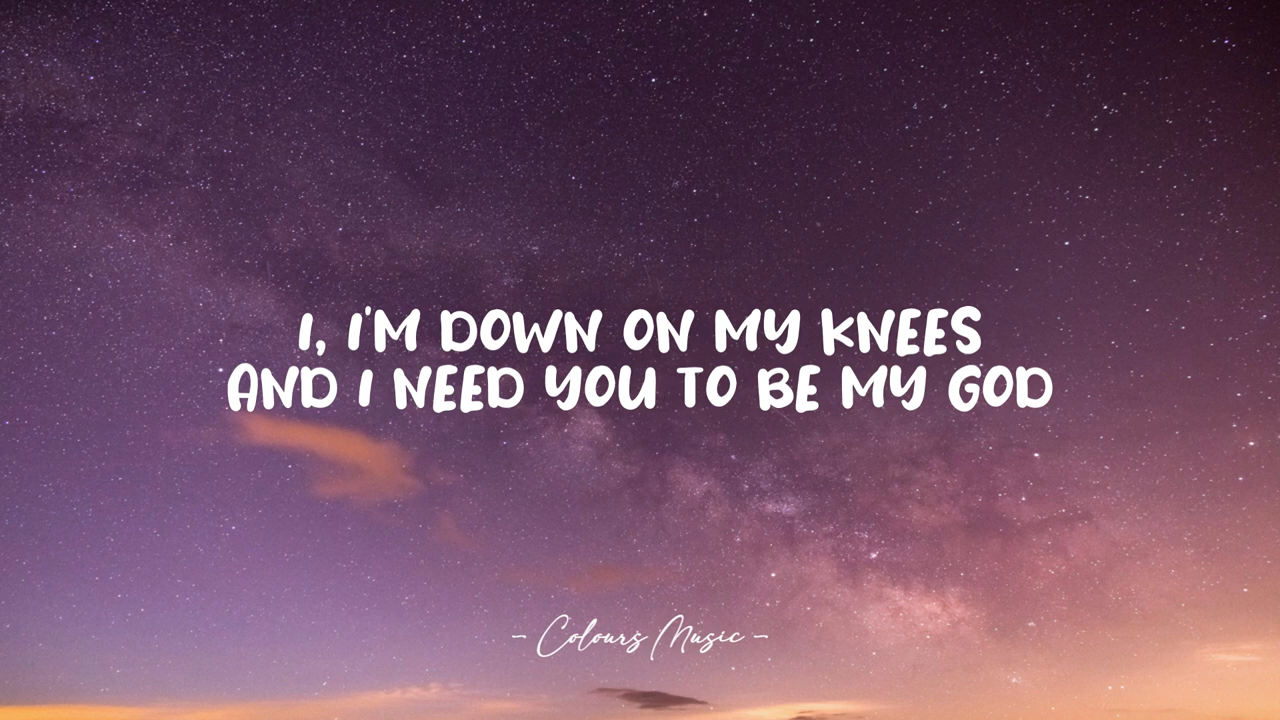 I, I'M DOWN ON MY KNEES
AND I NEED YOU TO BE MY GOD
- Colours Music -